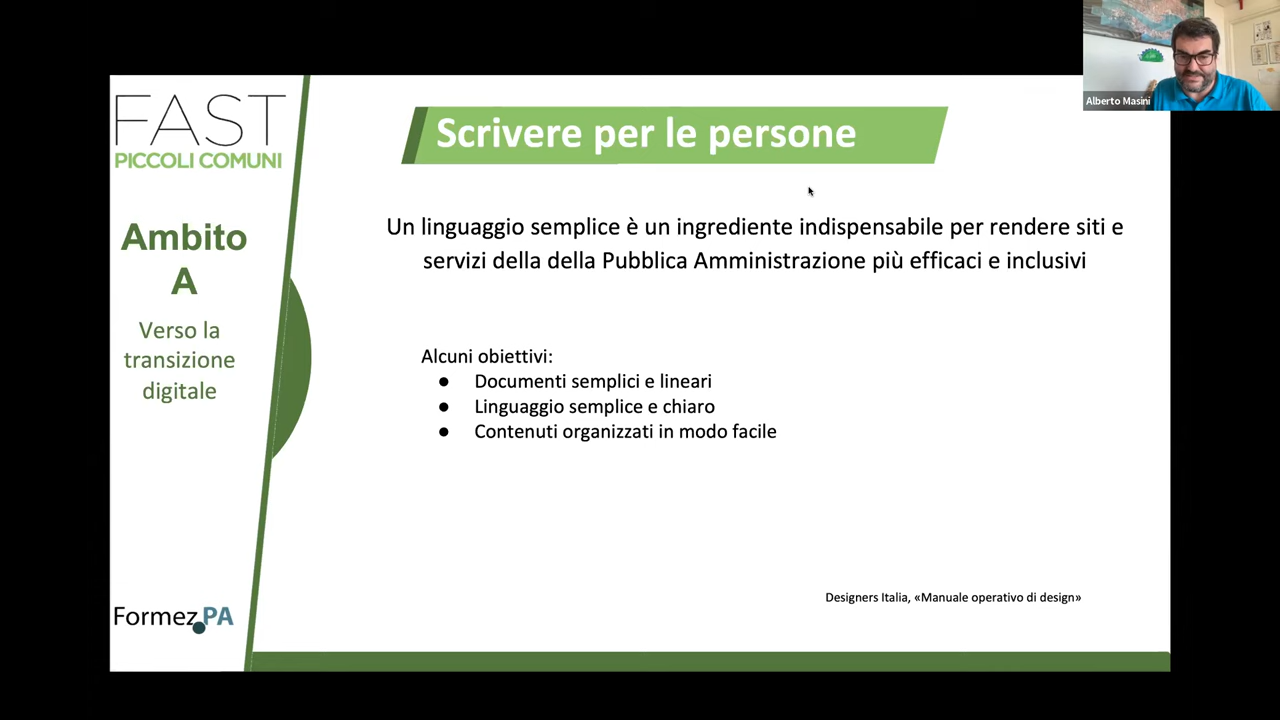 FAST
PICCOLI COMUNI
Ambito
A
Verso la
transizione
digitale
Formez.PA
Scrivere per le persone
Un linguaggio semplice è un ingrediente indispensabile per rendere siti e
servizi della della Pubblica Amministrazione più efficaci e inclusivi
Alcuni obiettivi:
● Documenti semplici e lineari
● Linguaggio semplice e chiaro
● Contenuti organizzati in modo facile
Designers Italia, «Manuale operativo di design»
Alberto Masini